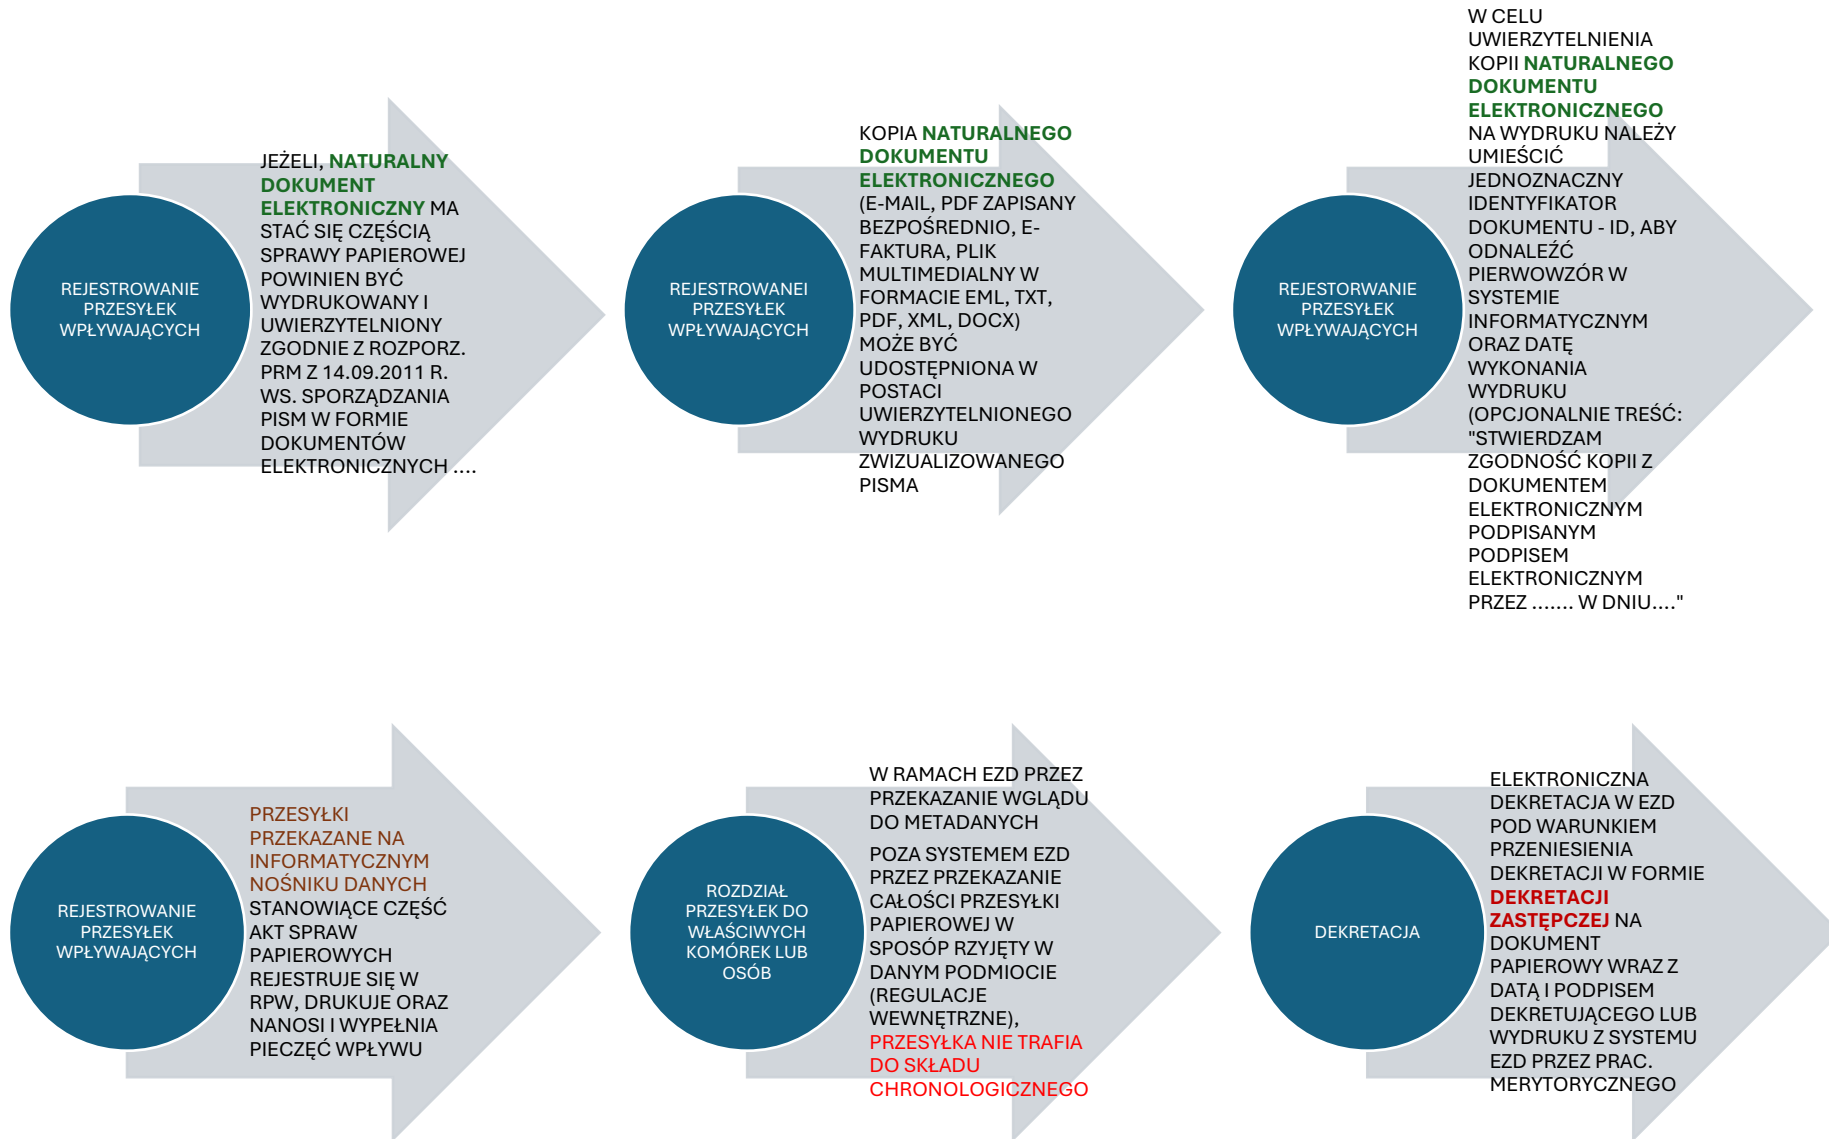 REJESTROWANIE
PRZESYŁEK
WPŁYWAJĄCYCH
JEŻELI, NATURALNY
DOKUMENT
ELEKTRONICZNY MA
STAĆ SIĘ CZĘŚCIĄ
SPRAWY PAPIEROWEJ
POWINIEN BYĆ
WYDRUKOWANY I
UWIERZYTELNIONY
ZGODNIE Z ROZPORZ.
PRM Z 14.09.2011 R.
WS. SPORZĄDZANIA
PISM W FORMIE
DOKUMENTÓW
ELEKTRONICZNYCH ....
REJESTROWANEI
PRZESYŁEK
WPŁYWAJĄCYCH
KOPIA NATURALNEGO
DOKUMENTU
ELEKTRONICZNEGO
(E-MAIL, PDF ZAPISANY
BEZPOŚREDNIO, E-
FAKTURA, PLIK
MULTIMEDIALNY W
FORMACIE EML, TXT,
PDF, XML, DOCX)
MOŻE BYĆ
UDOSTĘPNIONA W
POSTACI
UWIERZYTELNIONEGO
WYDRUKU
ZWIZUALIZOWANEGO
PISMA
REJESTORWANIE
PRZESYŁEK
WPŁYWAJĄCYCH
W CELU
UWIERZYTELNIENIA
KOPII NATURALNEGO
DOKUMENTU
ELEKTRONICZNEGO
NA WYDRUKU NALEŻY
UMIEŚCIĆ
JEDNOZNACZNY
IDENTYFIKATOR
DOKUMENTU - ID, ABY
ODNALEŹĆ
PIERWOWZÓR W
SYSTEMIE
INFORMATYCZNYM
ORAZ DATĘ
WYKONANIA
WYDRUKU
(OPCJONALNIE TREŚĆ:
"STWIERDZAM
ZGODNOŚĆ KOPII Z
DOKUMENTEM
ELEKTRONICZNYM
PODPISANYM
PODPISEM
ELEKTRONICZNYM
PRZEZ ....... W DNIU...."
REJESTROWANIE
PRZESYŁEK
WPŁYWAJĄCYCH
PRZESYŁKI
PRZEKAZANE NA
INFORMATYCZNYM
NOŚNIKU DANYCH
STANOWIĄCE CZĘŚĆ
AKT SPRAW
PAPIEROWYCH
REJESTRUJE SIĘ W
RPW, DRUKUJE ORAZ
NANOSI I WYPEŁNIA
PIECZĘĆ WPŁYWU
ROZDZIAŁ
PRZESYŁEK DO
WŁAŚCIWYCH
KOMÓREK LUB
OSÓB
W RAMACH EZD PRZEZ
PRZEKAZANIE WGLĄDU
DO METADANYCH
POZA SYSTEMEM EZD
PRZEZ PRZEKAZANIE
CAŁOŚCI PRZESYŁKI
PAPIEROWEJ W
SPOSÓP RZYJĘTY W
DANYM PODMIOCIE
(REGULACJE
WEWNĘTRZNE),
PRZESYŁKA NIE TRAFIA
DO SKŁADU
CHRONOLOGICZNEGO
DEKRETACJA
ELEKTRONICZNA
DEKRETACJA W EZD
POD WARUNKIEM
PRZENIESIENIA
DEKRETACJI W FORMIE
DEKRETACJI
ZASTĘPCZEJ NA
DOKUMENT
PAPIEROWY WRAZ Z
DATĄ I PODPISEM
DEKRETUJĄCEGO LUB
WYDRUKU Z SYSTEMU
EZD PRZEZ PRAC.
MERYTORYCZNEGO